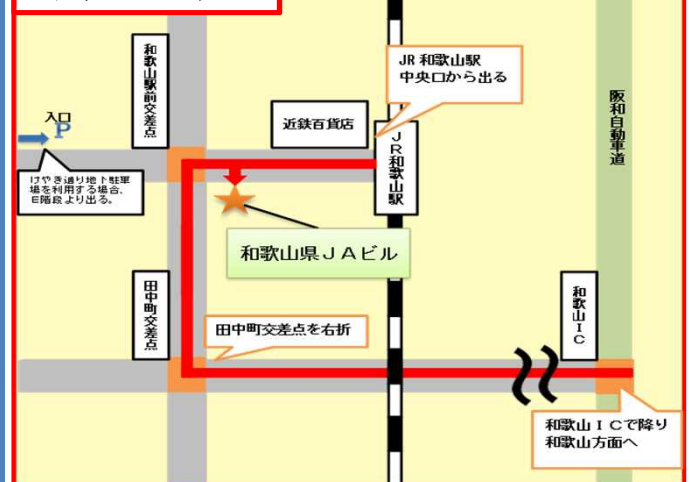 和歌山駅前交差点
JR 和歌山駅
中央口から出る
阪和自動車道
入口
P
近鉄百貨店
JR和歌山駅
けやき通り地下駐車
場を利用する場合、
E階段より出る。
和歌山県ＪＡビル
田中町交差点
和歌山IC
田中町交差点を右折
和歌山ＩＣで降り
和歌山方面へ